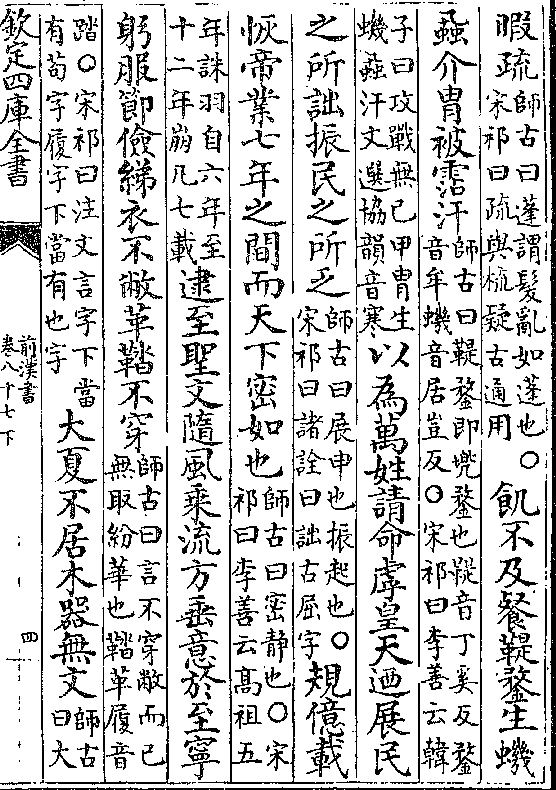 暇疏師古曰蓬謂髮亂如蓬也○宋祁曰疏與梳疑古通用飢不及餐鞮鍪生蟣
蝨介胄被霑汗師古曰鞮鍪即兠鍪也鞮音丁奚反鍪音牟蟣音居豈反○宋祁曰李善云韓
子曰攻戰無已甲胄生蟣蝨汗文選協韻音寒以為萬姓請命虖皇天迺展民
之所詘振民之所乏師古曰展申也振起也○宋祁曰諸詮曰詘古屈字規億載
恢帝業七年之間而天下密如也師古曰密静也○宋祁曰李善云髙祖五
年誅羽自六年至十二年崩凡七載逮至聖文隨風乘流方垂意於至寧
躬服節儉綈衣不敝革鞜不穿師古曰言不穿敝而已無取紛華也鞜革履音
踏○宋祁曰注文言字下當有苟字履字下當有也字大夏不居木器無文師古曰大
欽定四庫全書
前漢書
卷八十七下
四